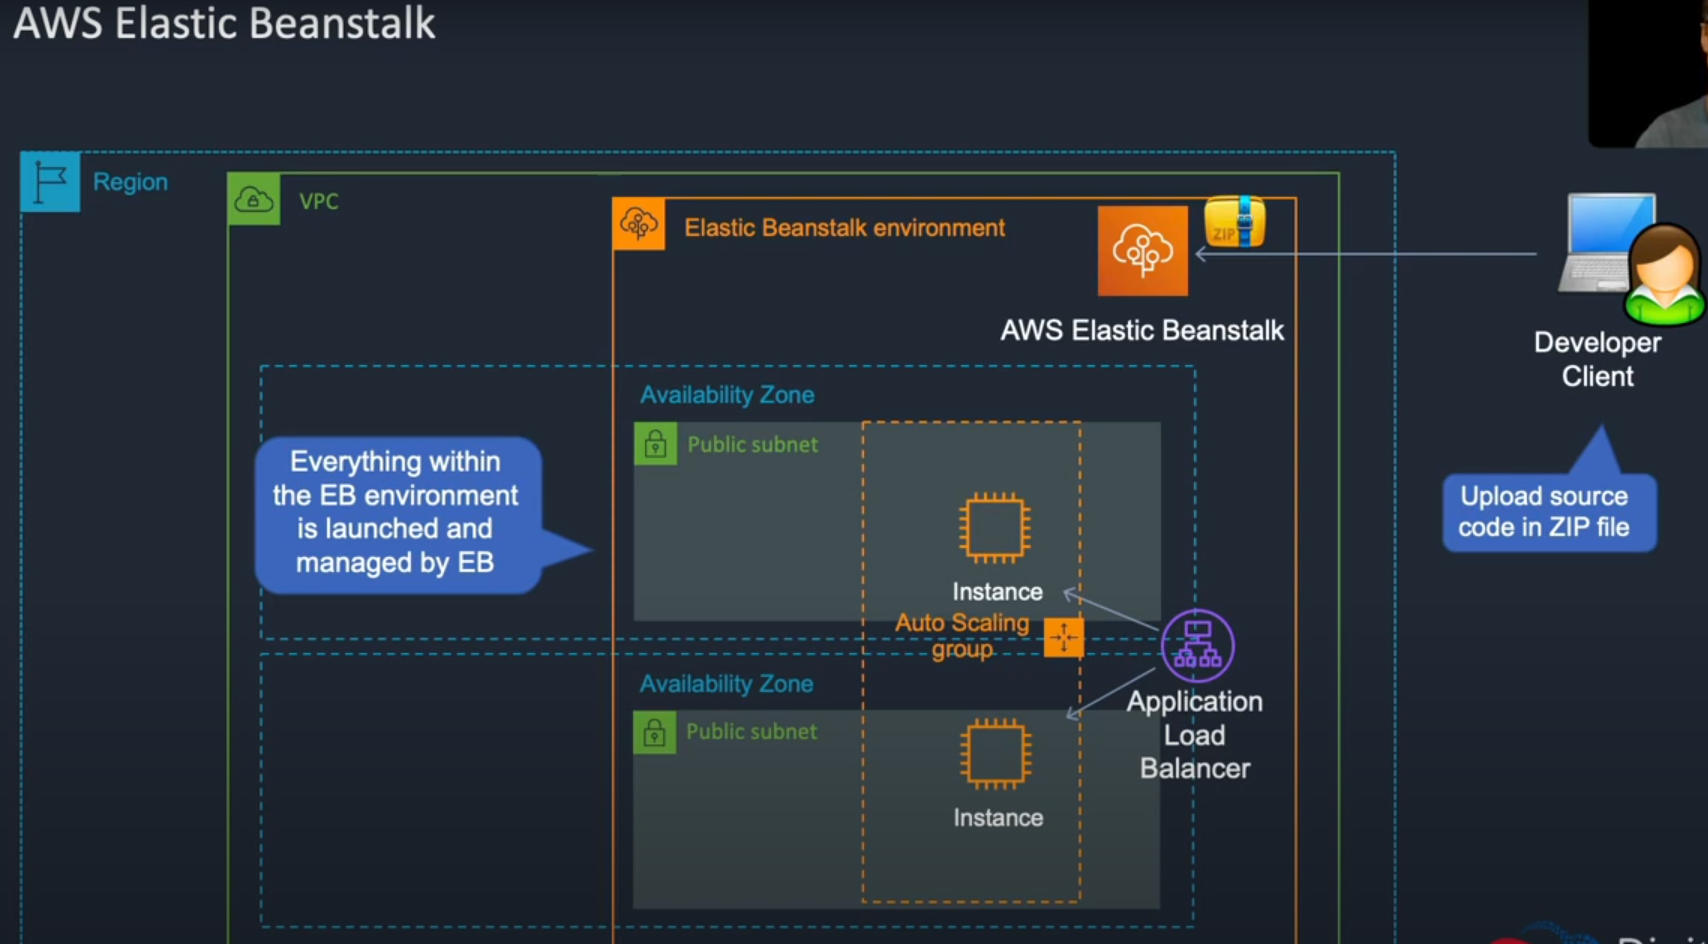 AWS Elastic Beanstalk
Region
VPC
Elastic Beanstalk environment
ZIP
AWS Elastic Beanstalk
Developer
Client
Availability Zone
Public subnet
Everything within
the EB environment
is launched and
managed by EB
Upload source
code in ZIP file
Instance
Auto Scaling
group
Availability Zone
Public subnet
Application
Load
Balancer
Instance